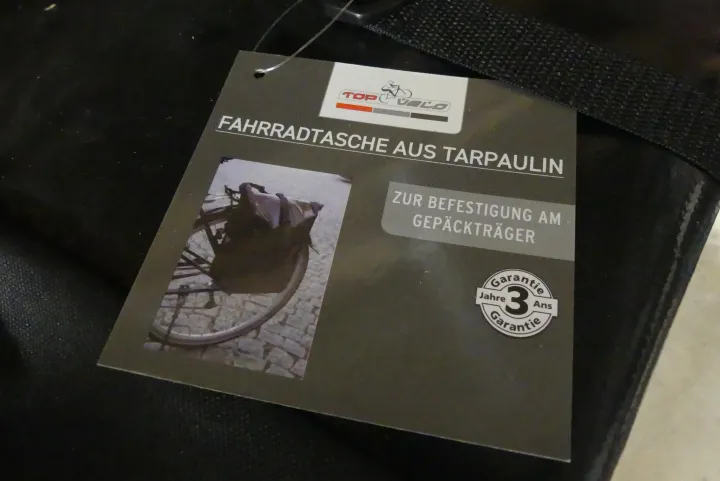 TOP VELO
FAHRRADTASCHE AUS TARPAULIN
ZUR BEFESTIGUNG AM
GEPÄCKTRÄGER
Garantie
Jahre 3 Ans
Garantie